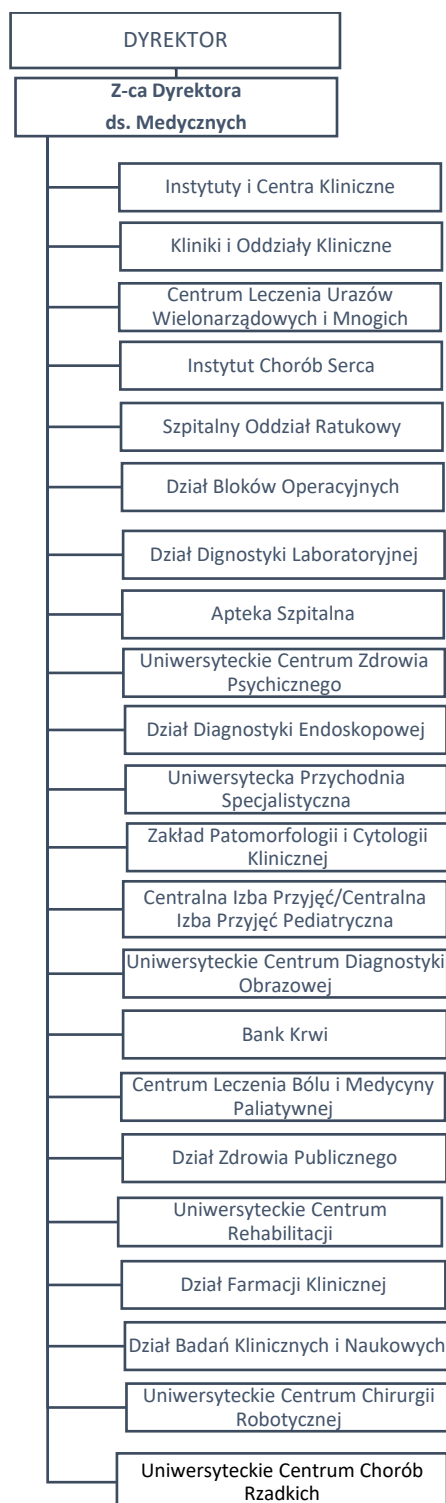 DYREKTOR
Z-ca Dyrektora
ds. Medycznych
Instytuty i Centra Kliniczne
Kliniki i Oddziały Kliniczne
Centrum Leczenia Urazów
Wielonarządowych i Mnogich
Instytut Chorób Serca
Szpitalny Oddział Ratukowy
Dział Bloków Operacyjnych
Dział Dignostyki Laboratoryjnej
Apteka Szpitalna
Uniwersyteckie Centrum Zdrowia
Psychicznego
Dział Diagnostyki Endoskopowej
Uniwersytecka Przychodnia
Specjalistyczna
Zakład Patomorfologii i Cytologii
Klinicznej
Centralna Izba Przyjęć/Centralna
Izba Przyjęć Pediatryczna
Uniwersyteckie Centrum Diagnostyki
Obrazowej
Bank Krwi
Centrum Leczenia Bólu i Medycyny
Paliatywnej
Dział Zdrowia Publicznego
Uniwersyteckie Centrum
Rehabilitacji
Dział Farmacji Klinicznej
Dział Badań Klinicznych i Naukowych
Uniwersyteckie Centrum Chirurgii
Robotycznej
Uniwersyteckie Centrum Chorób
Rzadkich